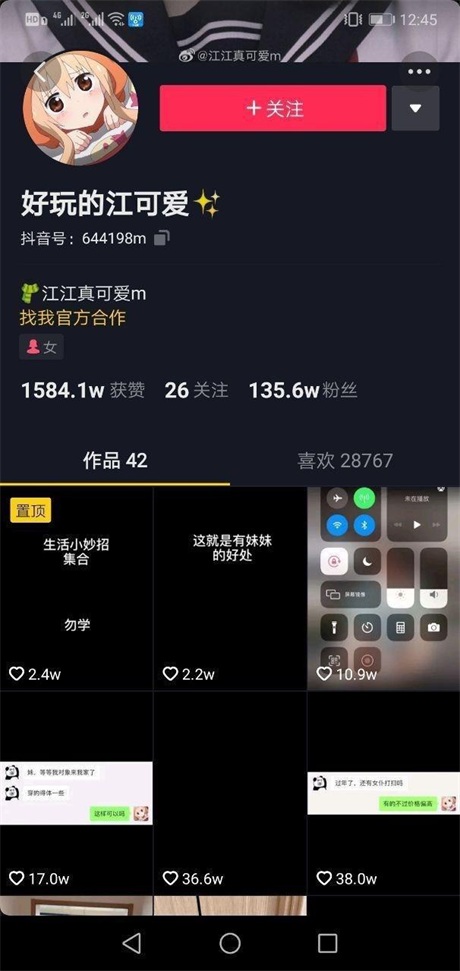 HD 1 4G 2G 12:45
@江江真可爱m
+ 关注
好玩的江可爱✨
抖音号：644198m
江江真可爱m
找我官方合作
女
1584.1w 获赞 26 关注 135.6w 粉丝
作品 42 喜欢 28767
置顶
生活小妙招
集合
勿学
2.4w
这就是有妹妹
的好处
2.2w
未在播放
屏幕镜像
10.9w
妹，等等我对象来我家了
穿的得体一些
这样可以吗
17.0w
36.6w
过年了，还有女仆打扫吗
有的不过价格偏高
38.0w